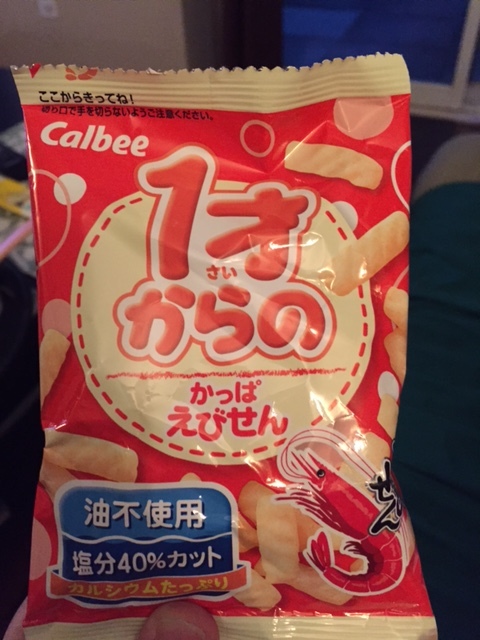 ここからきってね!
切り口で手を切らないようご注意ください。
Calbee
1才
さい
からの
かっぱ
えびせん
油不使用
塩分40%カット
カルシウムたっぷり
せん